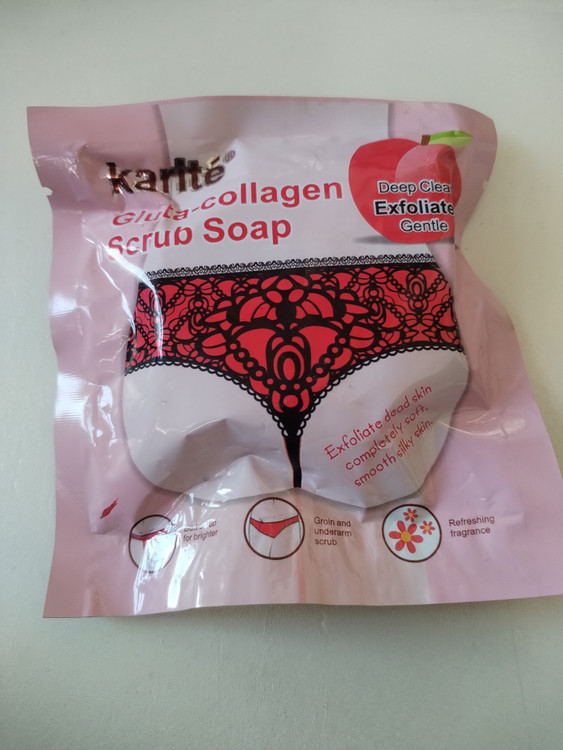 karité®
Gluta-collagen
Scrub Soap
Deep Clea
Exfoliate
Gentle
Exfoliate dead skin
completely soft,
smooth silky skin.
for brighter
Groin and
underarm
scrub
Refreshing
fragrance